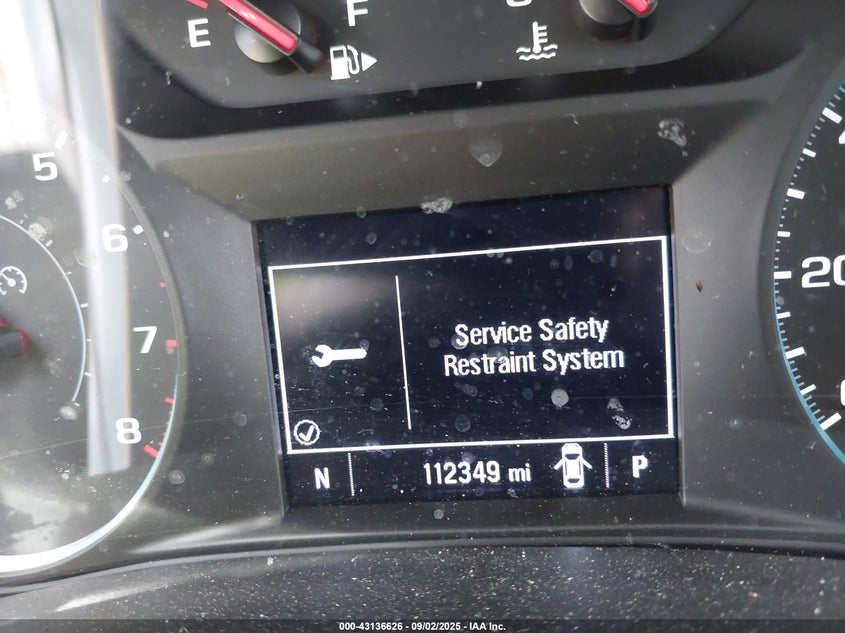 E F
5
6
7
8
20
Service Safety
Restraint System
N 112349 mi P
000-43136626 - 09/02/2025 - IAA Inc.